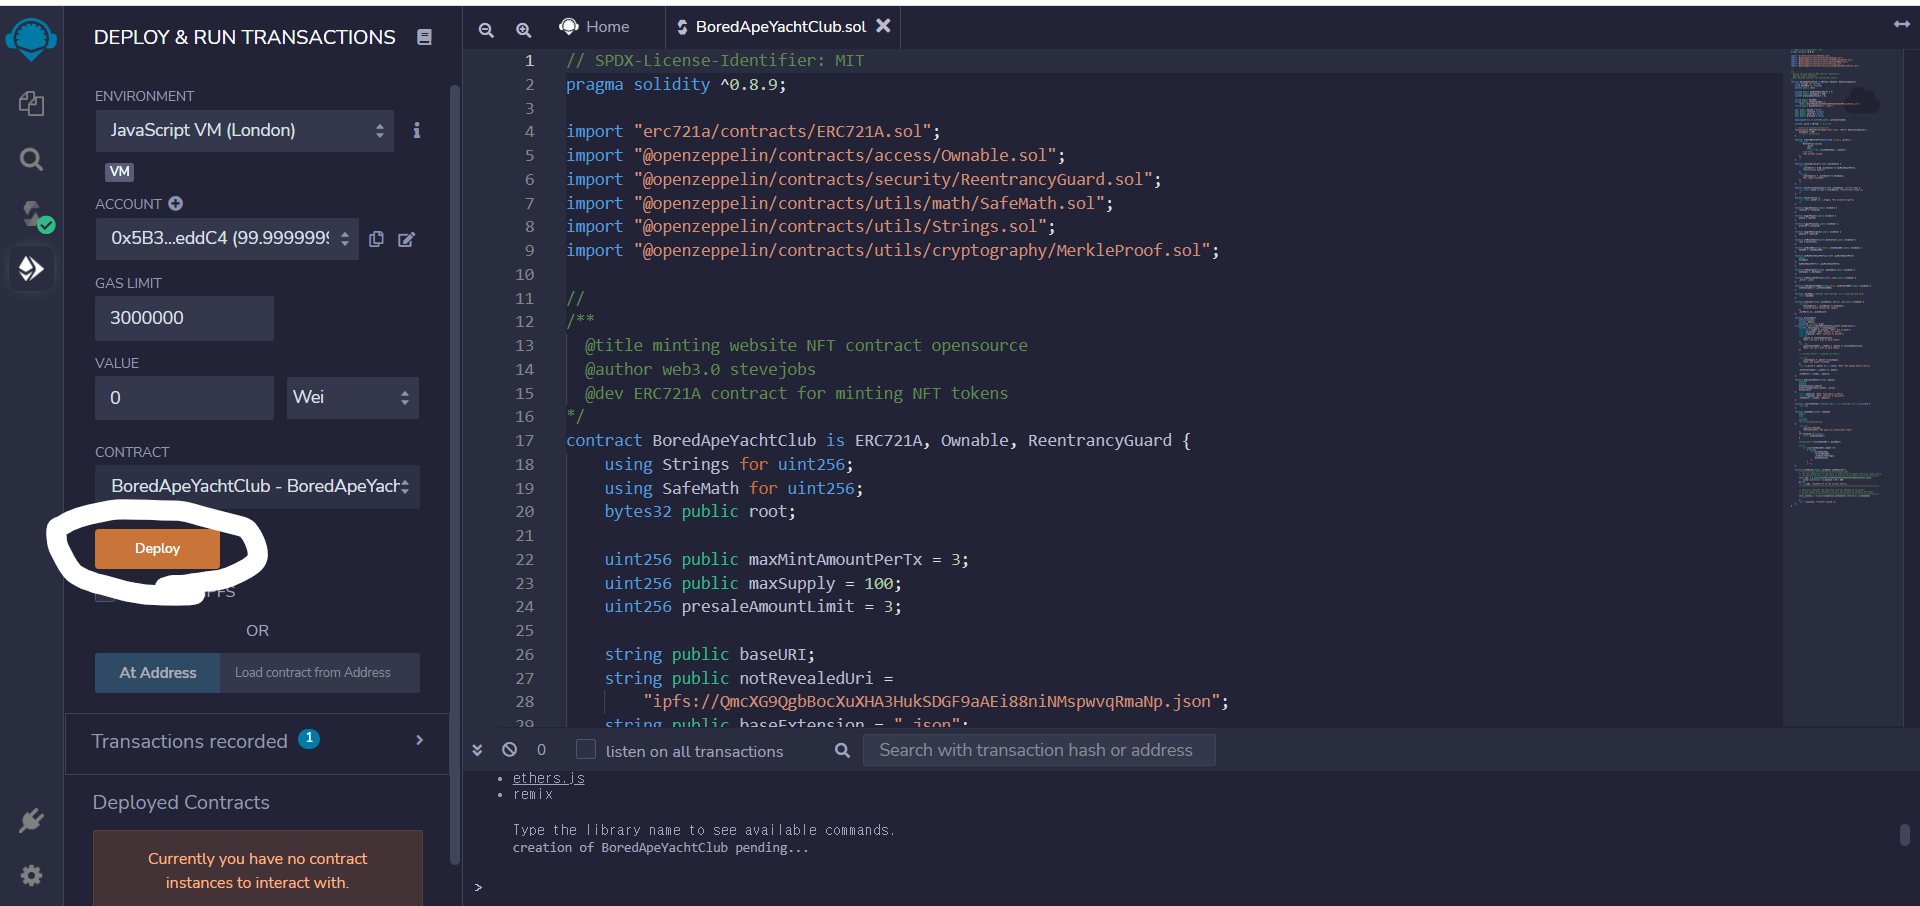 DEPLOY & RUN TRANSACTIONS
ENVIRONMENT
JavaScript VM (London)
VM
ACCOUNT
0x5B3...eddC4 (99.9999999
GAS LIMIT
3000000
VALUE
0
Wei
CONTRACT
BoredApeYachtClub - BoredApeYach
Deploy
PFS
OR
At Address
Load contract from Address
Transactions recorded 1
Deployed Contracts
Currently you have no contract
instances to interact with.
Home
BoredApeYachtClub.sol
1 // SPDX-License-Identifier: MIT
2 pragma solidity ^0.8.9;
3
4 import "erc721a/contracts/ERC721A.sol";
5 import "@openzeppelin/contracts/access/Ownable.sol";
6 import "@openzeppelin/contracts/security/ReentrancyGuard.sol";
7 import "@openzeppelin/contracts/utils/math/SafeMath.sol";
8 import "@openzeppelin/contracts/utils/Strings.sol";
9 import "@openzeppelin/contracts/utils/cryptography/MerkleProof.sol";
10
11 //
12 /**
13 @title minting website NFT contract opensource
14 @author web3.0 stevejobs
15 @dev ERC721A contract for minting NFT tokens
16 */
17 contract BoredApeYachtClub is ERC721A, Ownable, ReentrancyGuard {
18 using Strings for uint256;
19 using SafeMath for uint256;
20 bytes32 public root;
21
22 uint256 public maxMintAmountPerTx = 3;
23 uint256 public maxSupply = 100;
24 uint256 presaleAmountLimit = 3;
25
26 string public baseURI;
27 string public notRevealedUri =
28 "ipfs://QmcXG9QgbBocXuXHA3HukSDGF9aAEi88niNMspwvqRmaNp.json";
29 string public baseExtension = ".json";
0
listen on all transactions
Search with transaction hash or address
• ethers.js
• remix
Type the library name to see available commands.
creation of BoredApeYachtClub pending...
>